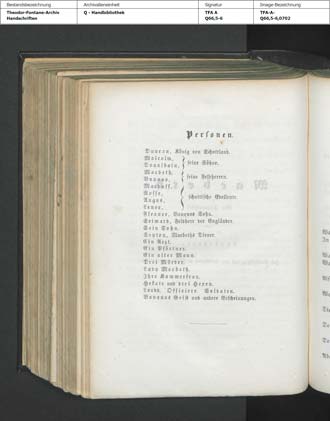 Bestandsbezeichnung
Theodor-Fontane-Archiv
Handschriften
Archivalieneinheit
Q - Handbibliothek
Signatur
TFA A
Q66,5-6
Image-Bezeichnung
TFA-A-
Q66,5-6,0702
Personen.
Duncan, König von Schottland.
Malcolm,
Donalbain, } seine Söhne.
Macbeth,
Banquo, } seine Feldherren.
Macduff,
Rosse,
Angus,
Lenox, } schottische Edelleute.
Fleance, Banquos Sohn.
Seiward, Feldherr der Engländer.
Sein Sohn.
Seyton, Macbeths Diener.
Ein Arzt.
Ein Pförtner.
Ein alter Mann.
Drei Mörder.
Lady Macbeth.
Ihre Kammerfrau.
Hekate und drei Hexen.
Lords. Officiere. Soldaten.
Banquos Geist und andere Erscheinungen.